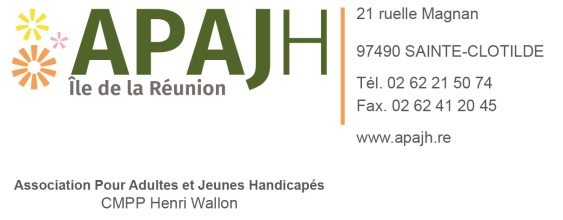 APAJH
Île de la Réunion
21 ruelle Magnan
97490 SAINTE-CLOTILDE
Tél. 02 62 21 50 74
Fax. 02 62 41 20 45
www.apajh.re
Association Pour Adultes et Jeunes Handicapés
CMPP Henri Wallon